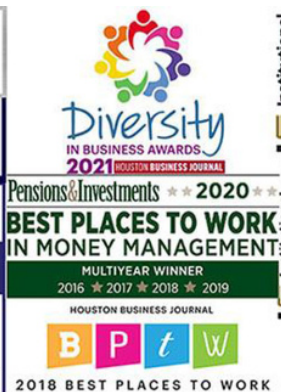 Diversity
IN BUSINESS AWARDS
2021 HOUSTON BUSINESS JOURNAL
Pensions&Investments ★★ 2020 ★★
BEST PLACES TO WORK
IN MONEY MANAGEMENT
MULTIYEAR WINNER
2016 ★ 2017 ★ 2018 ★ 2019
HOUSTON BUSINESS JOURNAL
B P t W
2018 BEST PLACES TO WORK
Institutional